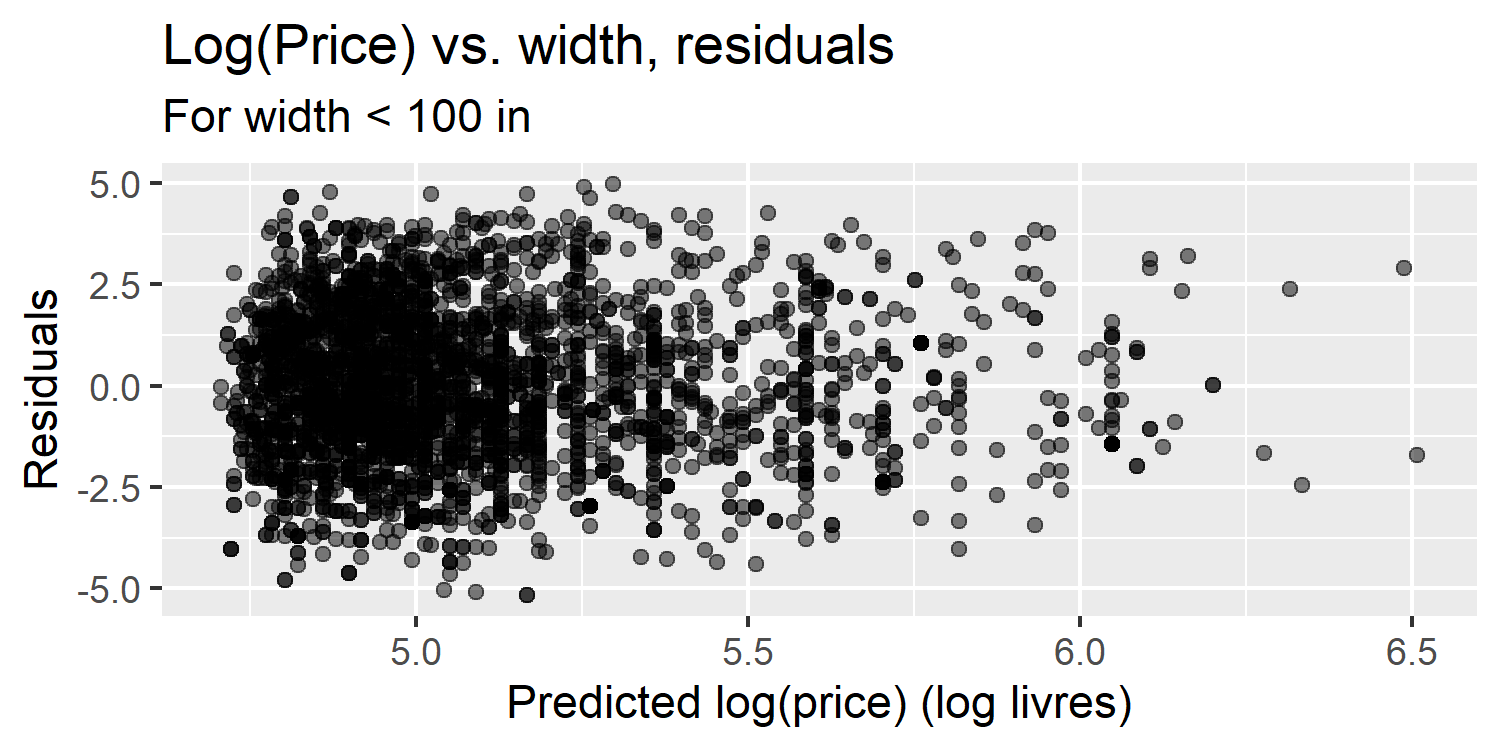 Log(Price) vs. width, residuals
For width < 100 in
Residuals
5.0
2.5
0.0
-2.5
-5.0
5.0 5.5 6.0 6.5
Predicted log(price) (log livres)